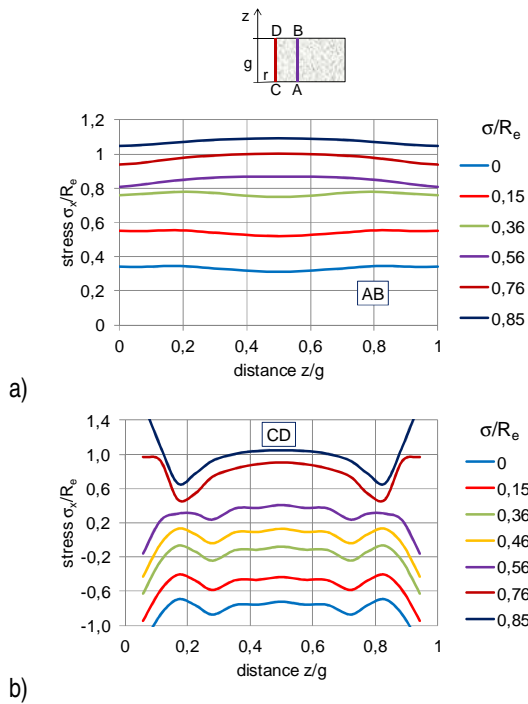 z
D B
g
r
C A
σ/Rₑ
1,2
1
0,8
0,6
0,4
0,2
0
stress σₓ/Rₑ
AB
0 0,2 0,4 0,6 0,8 1
distance z/g
0
0,15
0,36
0,56
0,76
0,85
a)
σ/Rₑ
1,4
1,0
0,6
0,2
-0,2
-0,6
-1,0
stress σₓ/Rₑ
CD
0 0,2 0,4 0,6 0,8 1
distance z/g
0
0,15
0,36
0,46
0,56
0,76
0,85
b)